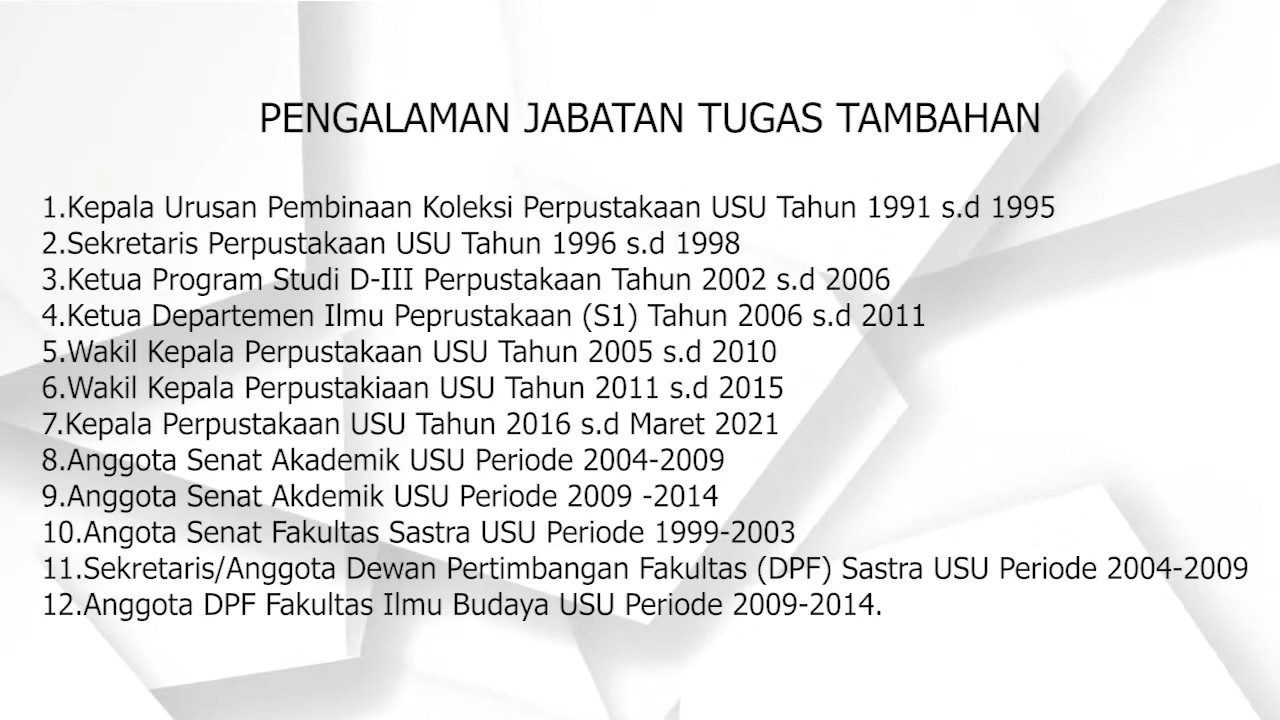 PENGALAMAN JABATAN TUGAS TAMBAHAN
1.Kepala Urusan Pembinaan Koleksi Perpustakaan USU Tahun 1991 s.d 1995
2.Sekretaris Perpustakaan USU Tahun 1996 s.d 1998
3.Ketua Program Studi D-III Perpustakaan Tahun 2002 s.d 2006
4.Ketua Departemen Ilmu Peprustakaan (S1) Tahun 2006 s.d 2011
5.Wakil Kepala Perpustakaan USU Tahun 2005 s.d 2010
6.Wakil Kepala Perpustakiaan USU Tahun 2011 s.d 2015
7.Kepala Perpustakaan USU Tahun 2016 s.d Maret 2021
8.Anggota Senat Akademik USU Periode 2004-2009
9.Anggota Senat Akdemik USU Periode 2009 -2014
10.Angota Senat Fakultas Sastra USU Periode 1999-2003
11.Sekretaris/Anggota Dewan Pertimbangan Fakultas (DPF) Sastra USU Periode 2004-2009
12.Anggota DPF Fakultas Ilmu Budaya USU Periode 2009-2014.